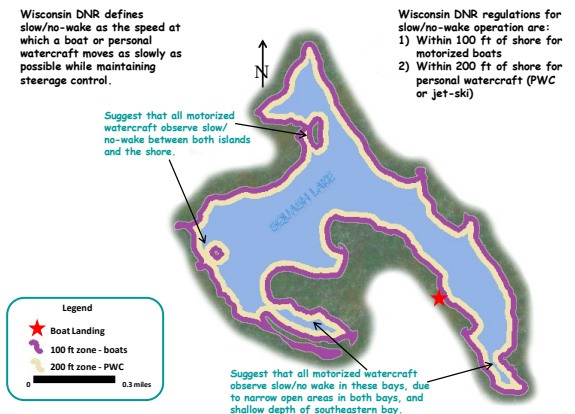 Wisconsin DNR defines
slow/no-wake as the speed at
which a boat or personal
watercraft moves as slowly as
possible while maintaining
steerage control.
Wisconsin DNR regulations for
slow/no-wake operation are:
1) Within 100 ft of shore for
motorized boats
2) Within 200 ft of shore for
personal watercraft (PWC
or jet-ski)
N
Suggest that all motorized
watercraft observe slow/
no-wake between both islands
and the shore.
SQUASH LAKE
Legend
Boat Landing
100 ft zone - boats
200 ft zone - PWC
0 0.3 miles
Suggest that all motorized watercraft
observe slow/no wake in these bays, due
to narrow open areas in both bays, and
shallow depth of southeastern bay.